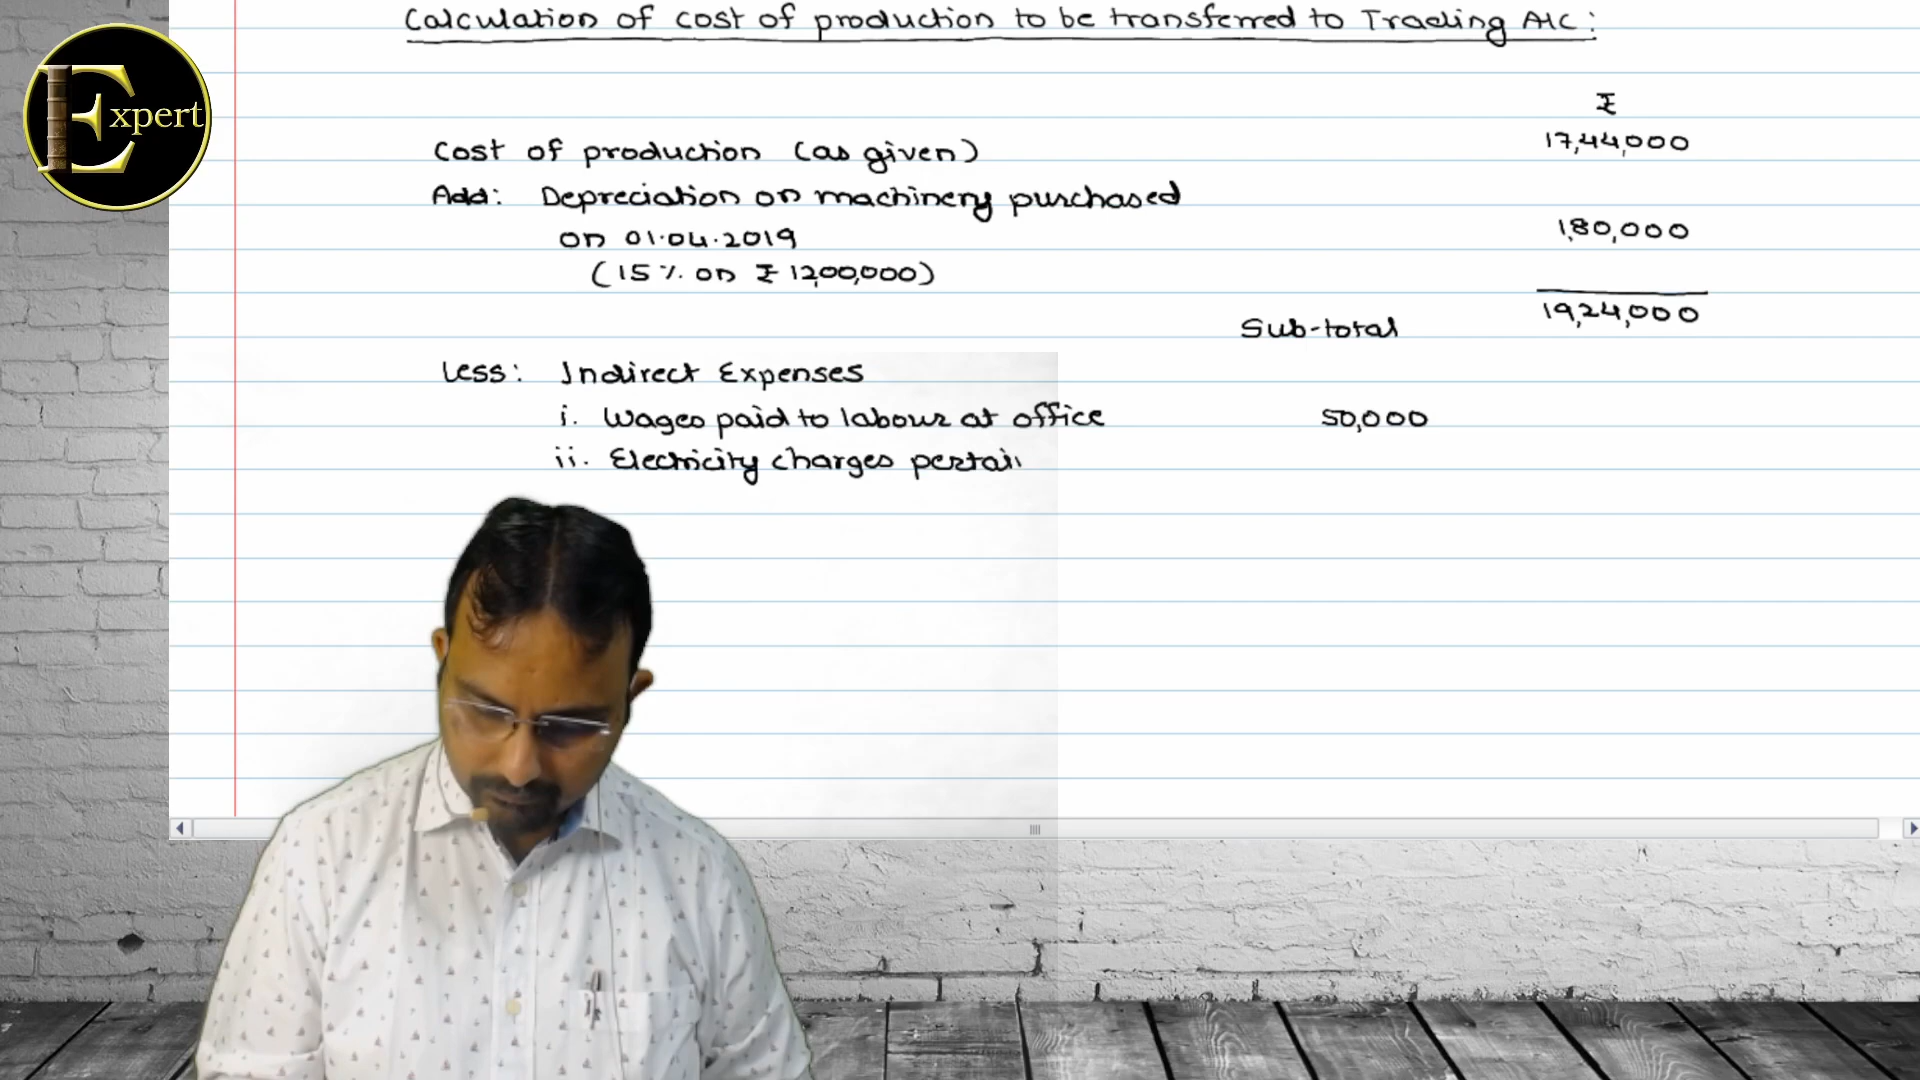 Expert
Calculation of cost of production to be transferred to Trading A/C:
₹
Cost of production (as given) 17,44,000
Add: Depreciation on machinery purchased
on 01.04.2019 1,80,000
(15 % on ₹ 12,00,000)
Sub-total 19,24,000
Less: Indirect Expenses
i. Wages paid to labour at office 50,000
ii. Electricity charges pertai